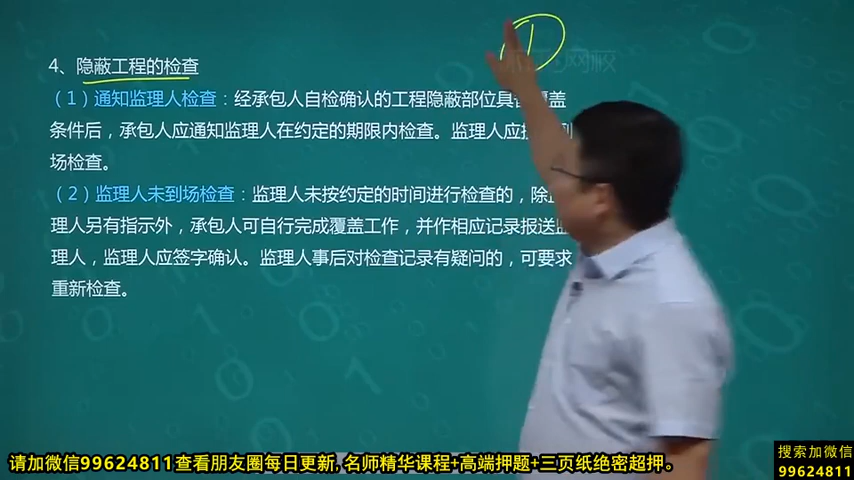 4、隐蔽工程的检查
（1）通知监理人检查：经承包人自检确认的工程隐蔽部位具备覆盖
条件后，承包人应通知监理人在约定的期限内检查。监理人应
场检查。
（2）监理人未到场检查：监理人未按约定的时间进行检查的，除监
理人另有指示外，承包人可自行完成覆盖工作，并作相应记录报送监
理人，监理人应签字确认。监理人事后对检查记录有疑问的，可要求
重新检查。
请加微信99624811查看朋友圈每日更新,名师精华课程+高端押题+三页纸绝密超押。
搜索加微信
99624811